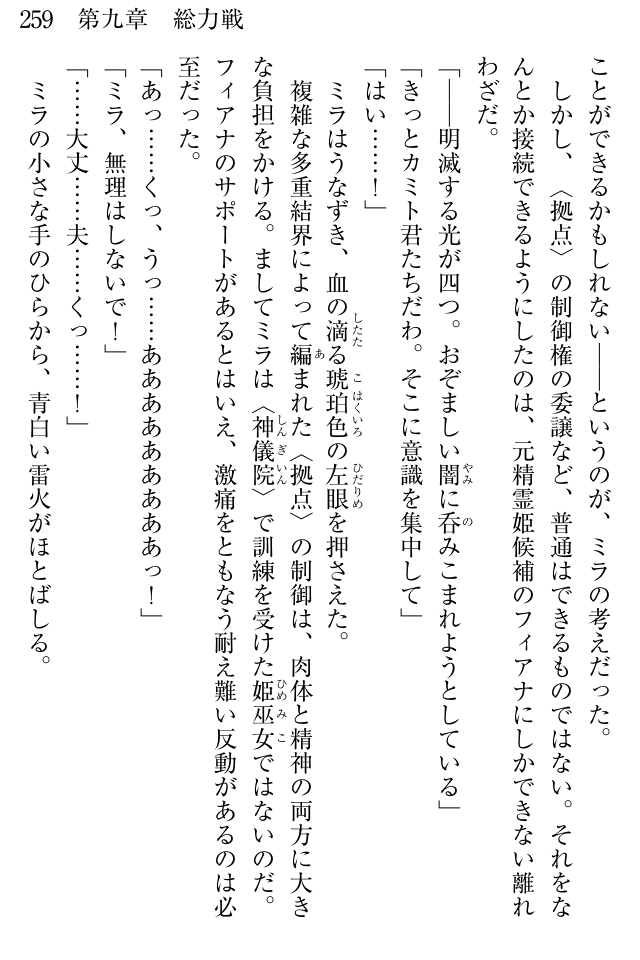 259　第九章　総力戦
ことができるかもしれない――というのが、ミラの考えだった。
　しかし、〈拠点〉の制御権の委譲など、普通はできるものではない。それをな
んとか接続できるようにしたのは、元精霊姫候補のフィアナにしかできない離れ
わざだ。
「――明滅する光が四つ。おぞましい闇に呑みこまれようとしている」
「きっとカミト君たちだわ。そこに意識を集中して」
「はい……！」
　ミラはうなずき、血の滴る琥珀色の左眼を押さえた。
　複雑な多重結界によって編まれた〈拠点〉の制御は、肉体と精神の両方に大き
な負担をかける。ましてミラは〈神儀院〉で訓練を受けた姫巫女ではないのだ。
フィアナのサポートがあるとはいえ、激痛をともなう耐え難い反動があるのは必
至だった。
「あっ……くっ、うっ……ああああああああああっ！」
「ミラ、無理はしないで！」
「……大丈……夫……くっ……！」
　ミラの小さな手のひらから、青白い雷火がほとばしる。